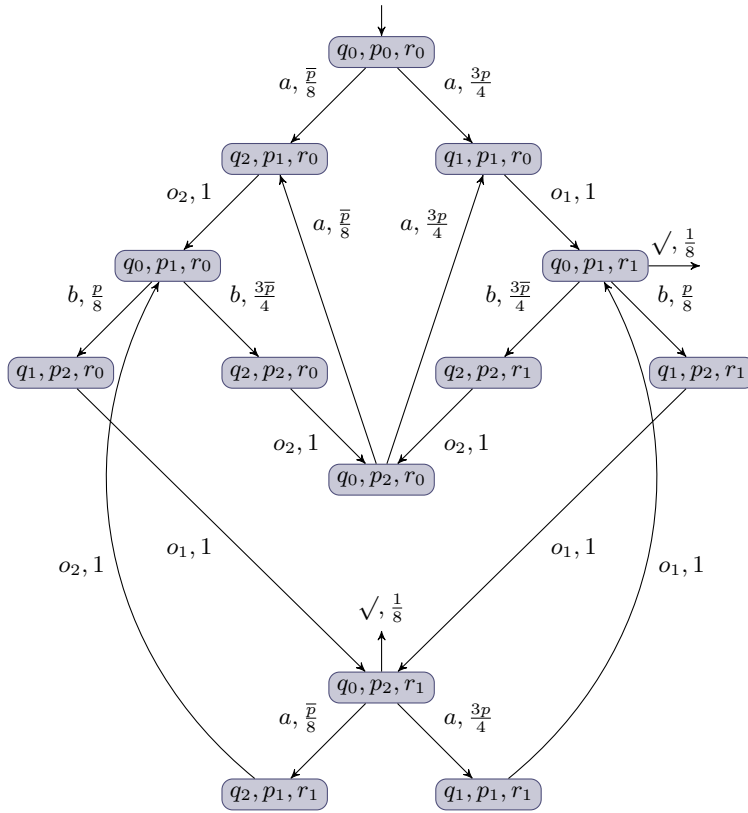 q₀, p₀, r₀
a, p̅/8
a, 3p/4
q₂, p₁, r₀
q₁, p₁, r₀
o₂, 1
o₁, 1
a, p̅/8
a, 3p/4
√, 1/8
q₀, p₁, r₀
q₀, p₁, r₁
b, p/8
b, 3p̅/4
b, 3p̅/4
b, p/8
q₁, p₂, r₀
q₂, p₂, r₀
q₂, p₂, r₁
q₁, p₂, r₁
o₂, 1
o₂, 1
q₀, p₂, r₀
o₂, 1
o₁, 1
o₁, 1
o₁, 1
√, 1/8
q₀, p₂, r₁
a, p̅/8
a, 3p/4
q₂, p₁, r₁
q₁, p₁, r₁